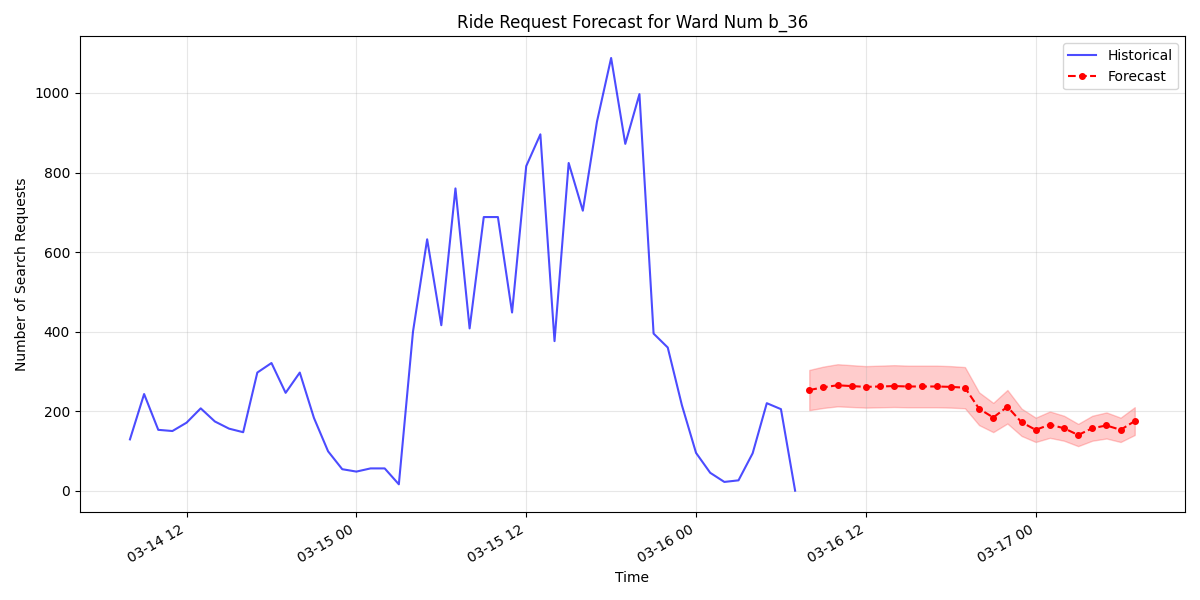 Ride Request Forecast for Ward Num b_36
Historical
Forecast
Number of Search Requests
1000
800
600
400
200
0
03-14 12
03-15 00
03-15 12
03-16 00
03-16 12
03-17 00
Time